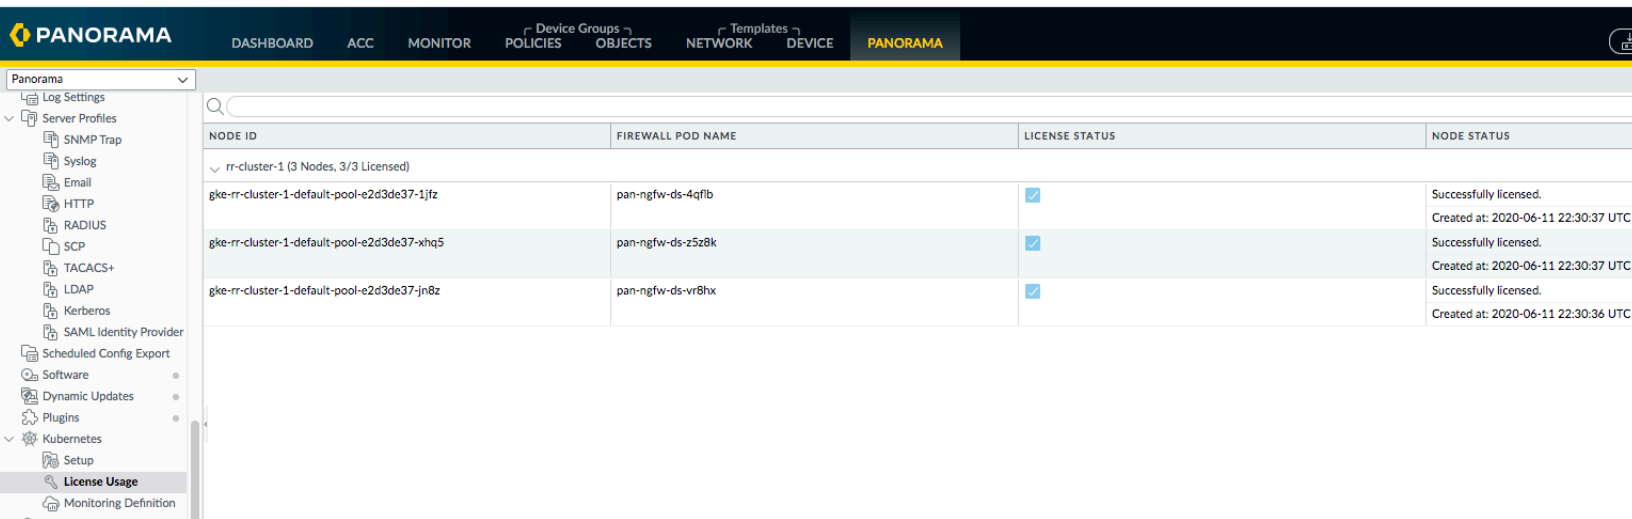 PANORAMA
Device Groups
Templates
DASHBOARD ACC MONITOR POLICIES OBJECTS NETWORK DEVICE PANORAMA
Panorama
Log Settings
Server Profiles
SNMP Trap
Syslog
Email
HTTP
RADIUS
SCP
TACACS+
LDAP
Kerberos
SAML Identity Provider
Scheduled Config Export
Software
Dynamic Updates
Plugins
Kubernetes
Setup
License Usage
Monitoring Definition
NODE ID FIREWALL POD NAME LICENSE STATUS NODE STATUS
rr-cluster-1 (3 Nodes, 3/3 Licensed)
gke-rr-cluster-1-default-pool-e2d3de37-1jfz pan-ngfw-ds-4qflb Successfully licensed.
Created at: 2020-06-11 22:30:37 UTC
gke-rr-cluster-1-default-pool-e2d3de37-xhq5 pan-ngfw-ds-z5z8k Successfully licensed.
Created at: 2020-06-11 22:30:37 UTC
gke-rr-cluster-1-default-pool-e2d3de37-jn8z pan-ngfw-ds-vr8hx Successfully licensed.
Created at: 2020-06-11 22:30:36 UTC